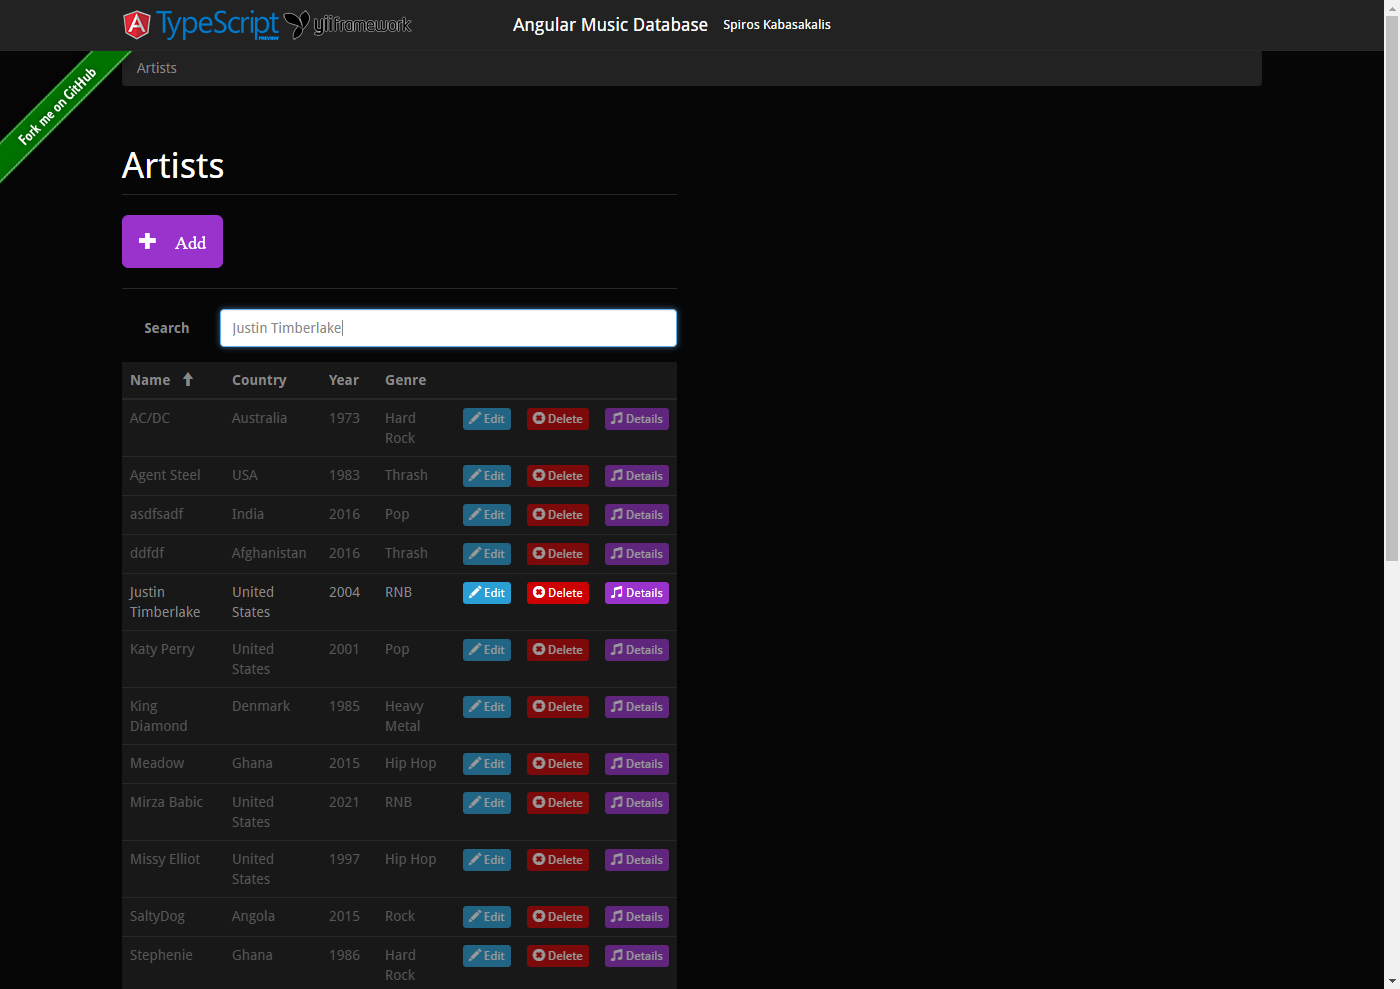 TypeScript PREVIEW yiiframework Angular Music Database Spiros Kabasakalis
Fork me on GitHub
Artists
Artists
Add
Search Justin Timberlake
Name Country Year Genre
AC/DC Australia 1973 Hard Rock Edit Delete Details
Agent Steel USA 1983 Thrash Edit Delete Details
asdfsadf India 2016 Pop Edit Delete Details
ddfdf Afghanistan 2016 Thrash Edit Delete Details
Justin Timberlake United States 2004 RNB Edit Delete Details
Katy Perry United States 2001 Pop Edit Delete Details
King Diamond Denmark 1985 Heavy Metal Edit Delete Details
Meadow Ghana 2015 Hip Hop Edit Delete Details
Mirza Babic United States 2021 RNB Edit Delete Details
Missy Elliot United States 1997 Hip Hop Edit Delete Details
SaltyDog Angola 2015 Rock Edit Delete Details
Stephenie Ghana 1986 Hard Rock Edit Delete Details